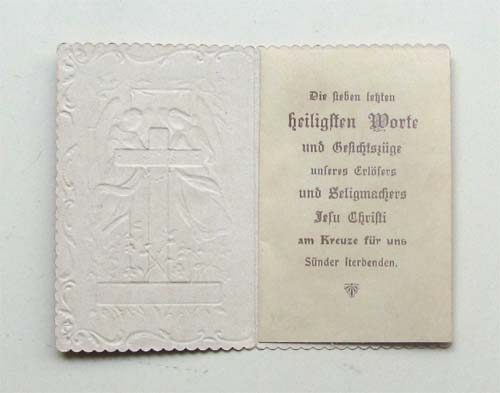 Die sieben letzten
heiligsten Worte
und Gesichtszüge
unseres Erlösers
und Seligmachers
Jesu Christi
am Kreuze für uns
Sünder sterbenden.